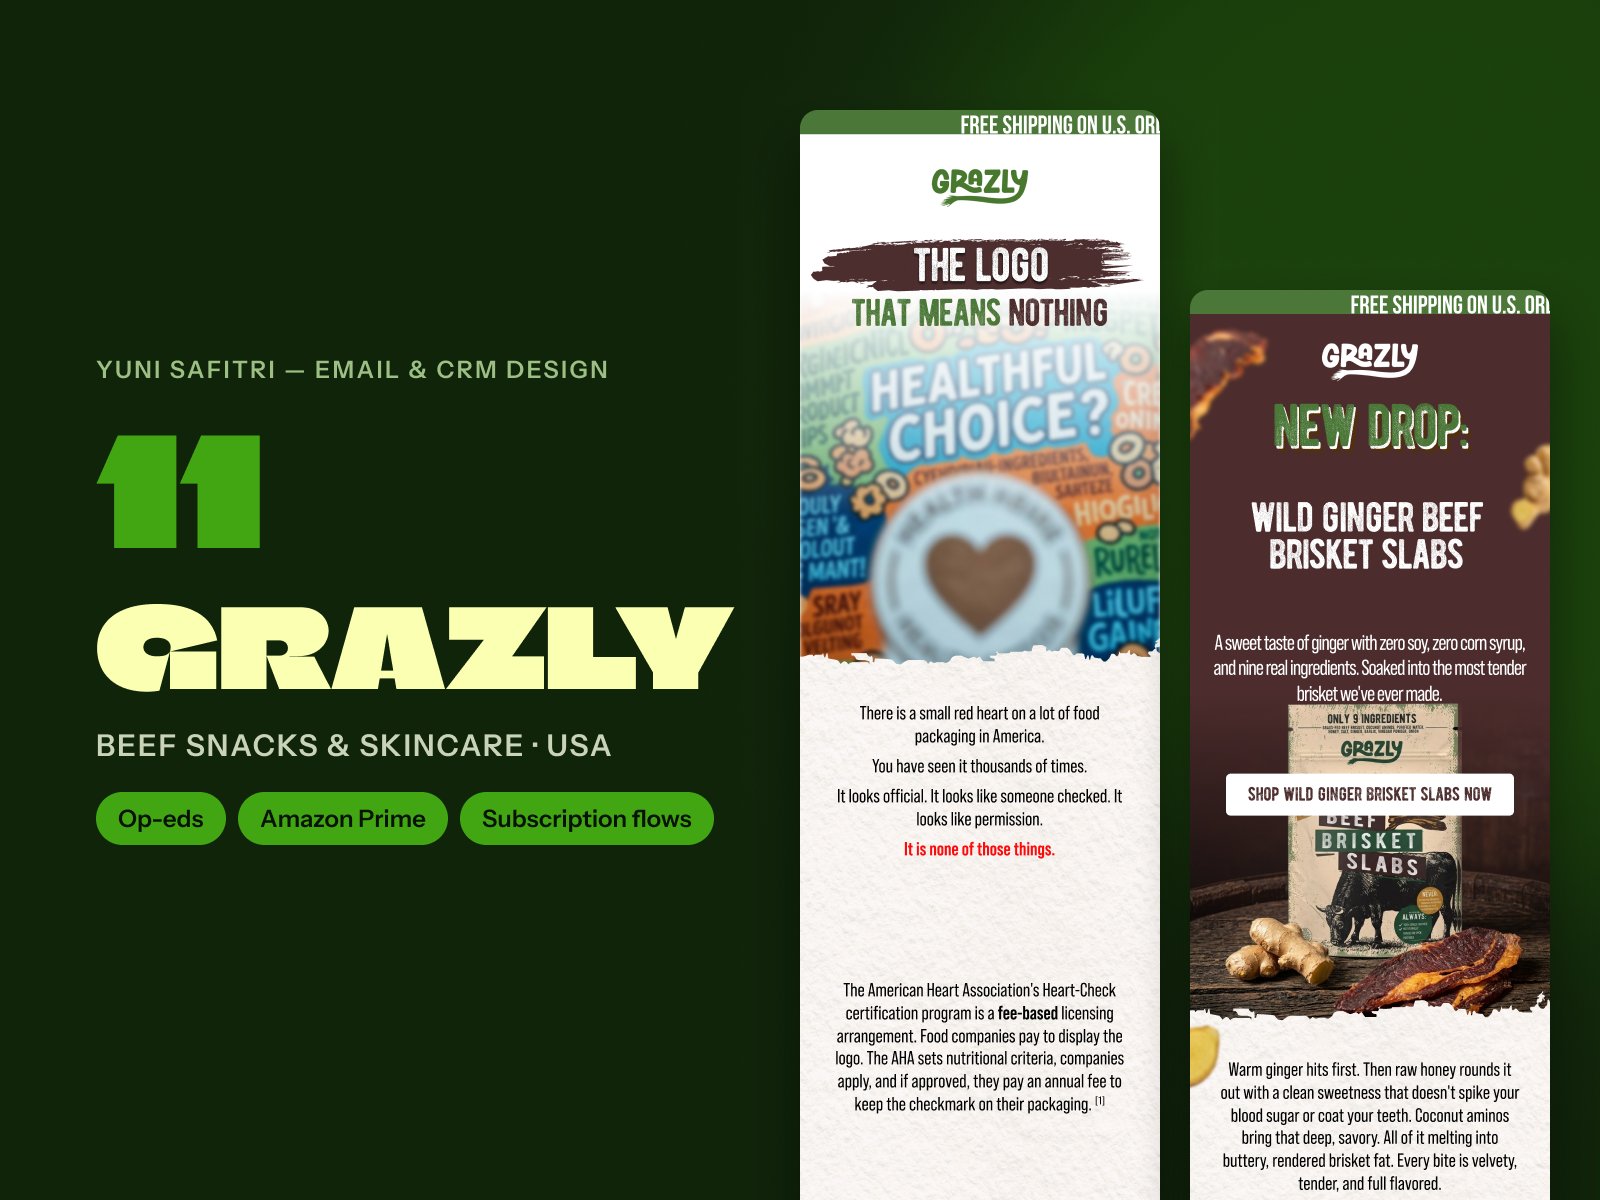 YUNI SAFITRI — EMAIL & CRM DESIGN
11
GRAZLY
BEEF SNACKS & SKINCARE · USA
Op-eds
Amazon Prime
Subscription flows
FREE SHIPPING ON U.S.
GRAZLY
THE LOGO
THAT MEANS NOTHING
HEALTHFUL
CHOICE?
There is a small red heart on a lot of food
packaging in America.
You have seen it thousands of times.
It looks official. It looks like someone checked. It
looks like permission.
It is none of those things.
The American Heart Association's Heart-Check
certification program is a fee-based licensing
arrangement. Food companies pay to display the
logo. The AHA sets nutritional criteria, companies
apply, and if approved, they pay an annual fee to
keep the checkmark on their packaging. [1]
FREE SHIPPING ON U.S.
GRAZLY
NEW DROP:
WILD GINGER BEEF
BRISKET SLABS
A sweet taste of ginger with zero soy, zero corn syrup,
and nine real ingredients. Soaked into the most tender
brisket we've ever made.
ONLY 9 INGREDIENTS
GRAZLY
SHOP WILD GINGER BRISKET SLABS NOW
BEEF
BRISKET
SLABS
ALWAYS:
Warm ginger hits first. Then raw honey rounds it
out with a clean sweetness that doesn't spike your
blood sugar or coat your teeth. Coconut aminos
bring that deep, savory. All of it melting into
buttery, rendered brisket fat. Every bite is velvety,
tender, and full flavored.